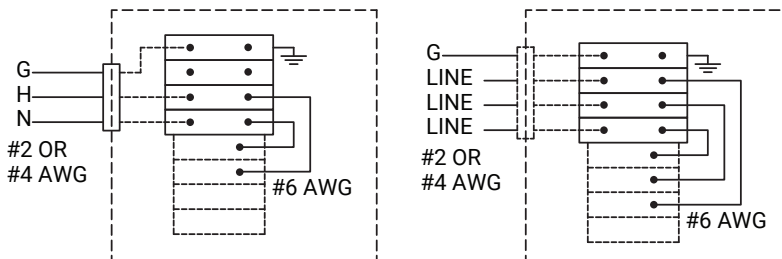 G
H
N
#2 OR
#4 AWG
#6 AWG
G
LINE
LINE
LINE
#2 OR
#4 AWG
#6 AWG